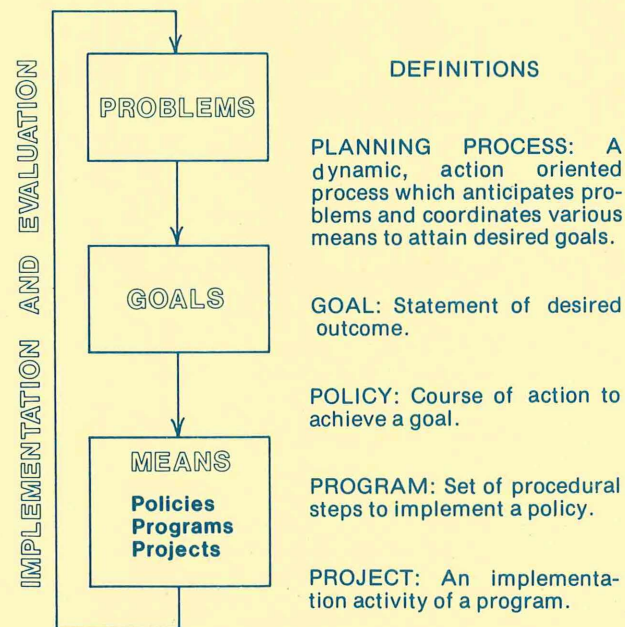 IMPLEMENTATION AND EVALUATION
PROBLEMS
GOALS
MEANS
Policies
Programs
Projects
DEFINITIONS
PLANNING PROCESS: A
dynamic, action oriented
process which anticipates pro-
blems and coordinates various
means to attain desired goals.
GOAL: Statement of desired
outcome.
POLICY: Course of action to
achieve a goal.
PROGRAM: Set of procedural
steps to implement a policy.
PROJECT: An implementa-
tion activity of a program.